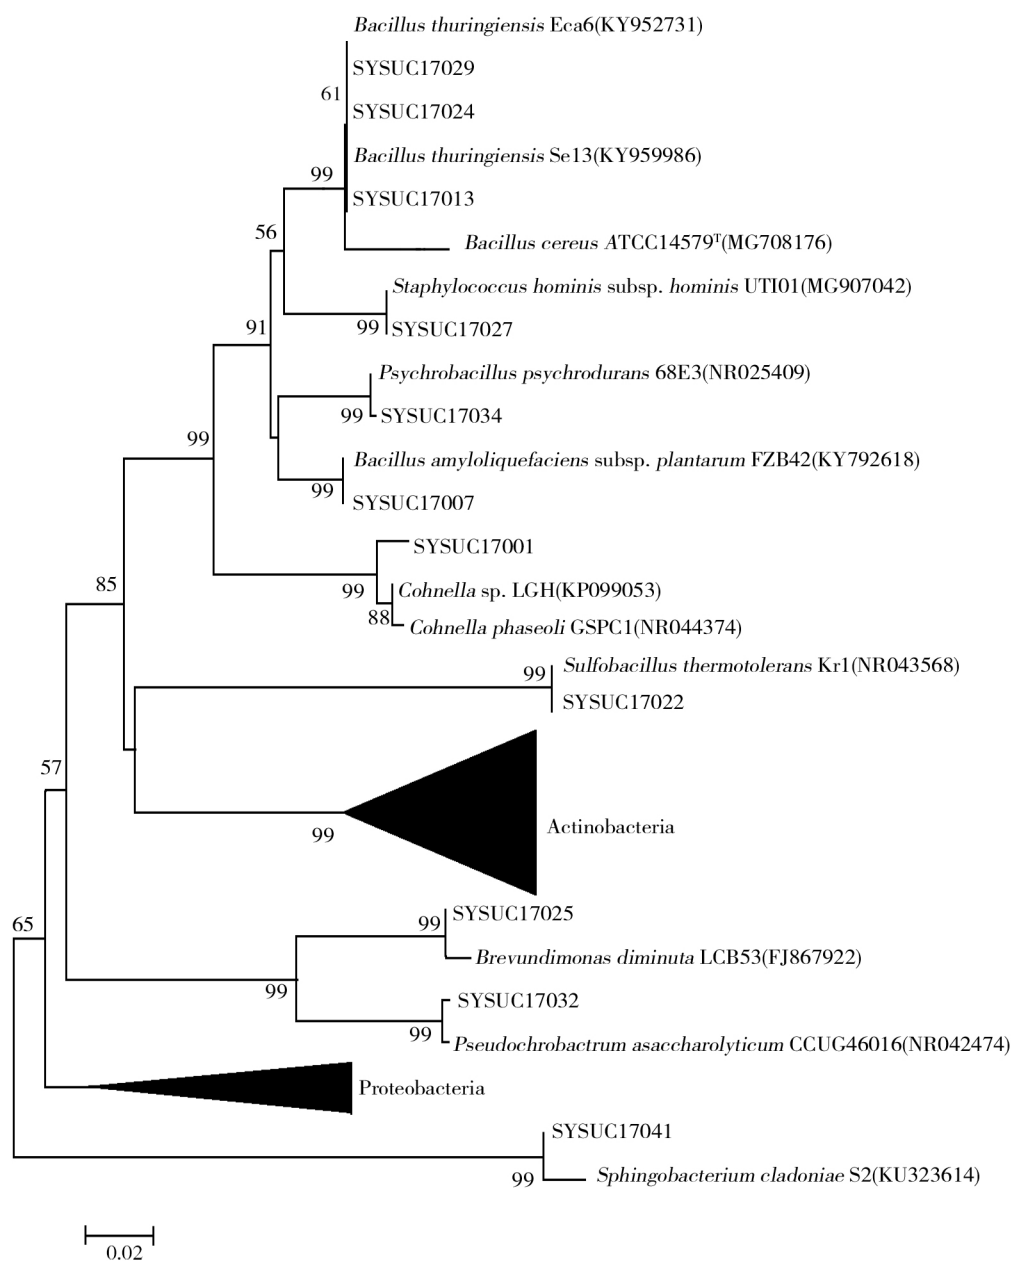 Bacillus thuringiensis Eca6(KY952731)
SYSUC17029
61
SYSUC17024
Bacillus thuringiensis Se13(KY959986)
99
SYSUC17013
56
Bacillus cereus ATCC14579ᵀ(MG708176)
Staphylococcus hominis subsp. hominis UTI01(MG907042)
91
99
SYSUC17027
Psychrobacillus psychrodurans 68E3(NR025409)
99
SYSUC17034
99
Bacillus amyloliquefaciens subsp. plantarum FZB42(KY792618)
99
SYSUC17007
SYSUC17001
85
99
Cohnella sp. LGH(KP099053)
88
Cohnella phaseoli GSPC1(NR044374)
99
Sulfobacillus thermotolerans Kr1(NR043568)
SYSUC17022
57
99
Actinobacteria
65
99
SYSUC17025
Brevundimonas diminuta LCB53(FJ867922)
99
SYSUC17032
99
Pseudochrobactrum asaccharolyticum CCUG46016(NR042474)
Proteobacteria
SYSUC17041
99
Sphingobacterium cladoniae S2(KU323614)
0.02